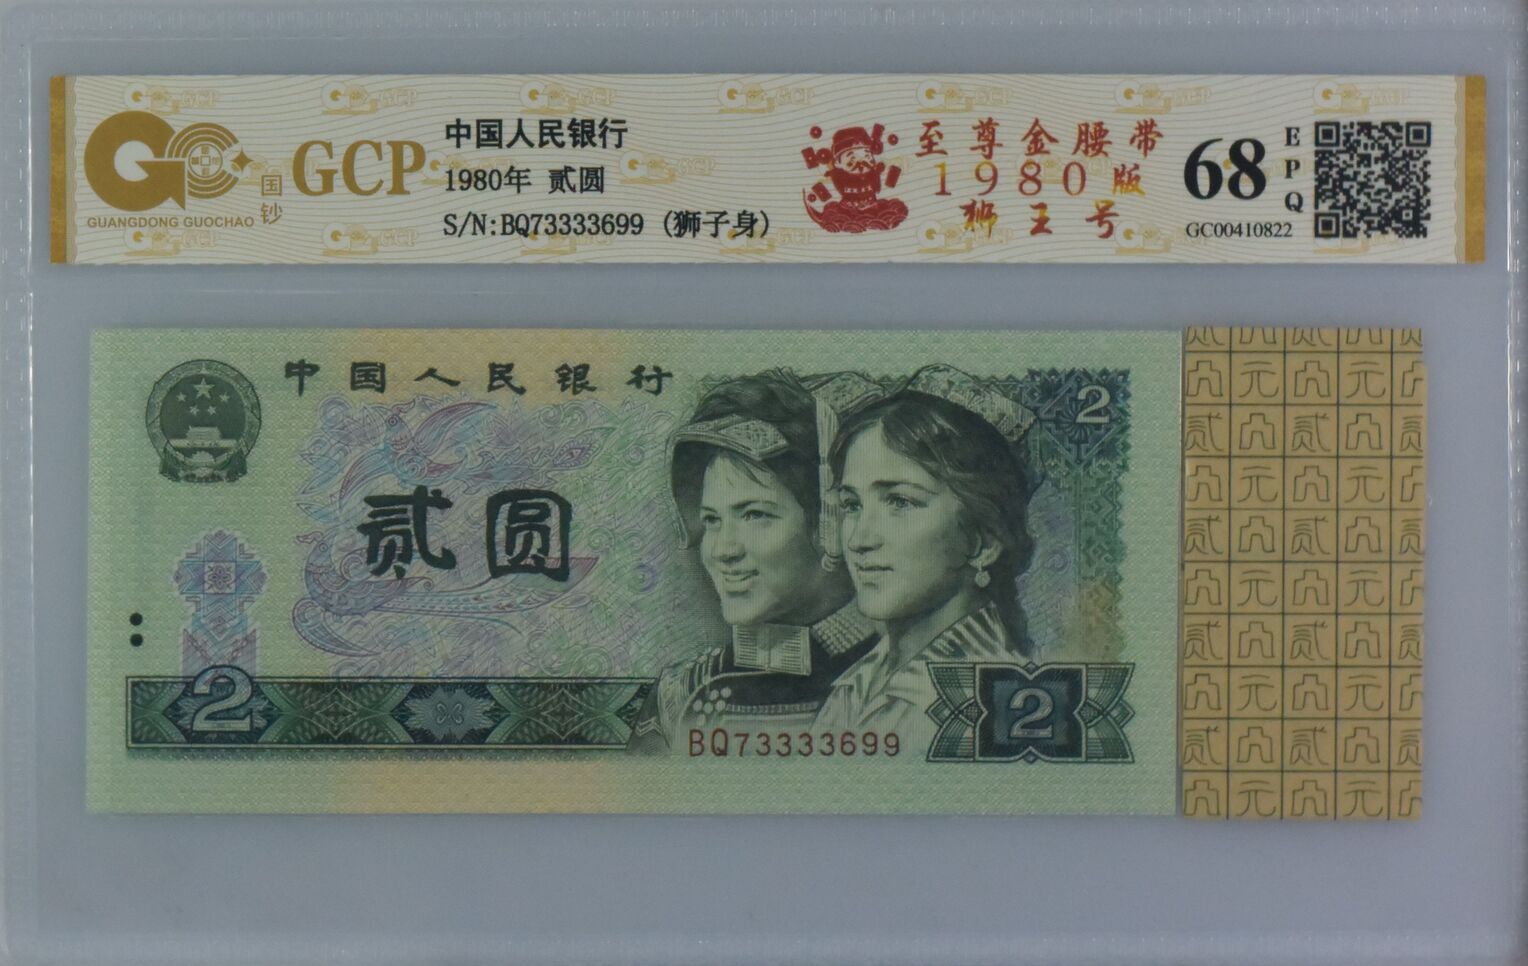 GCP
国钞
GUANGDONG GUOCHAO
中国人民银行
1980年 贰圆
S/N:BQ73333699 (狮子身)
至尊金腰带
1980版
狮王号
68
EPQ
GC00410822
中国人民银行
贰圆
2
2
2
BQ73333699